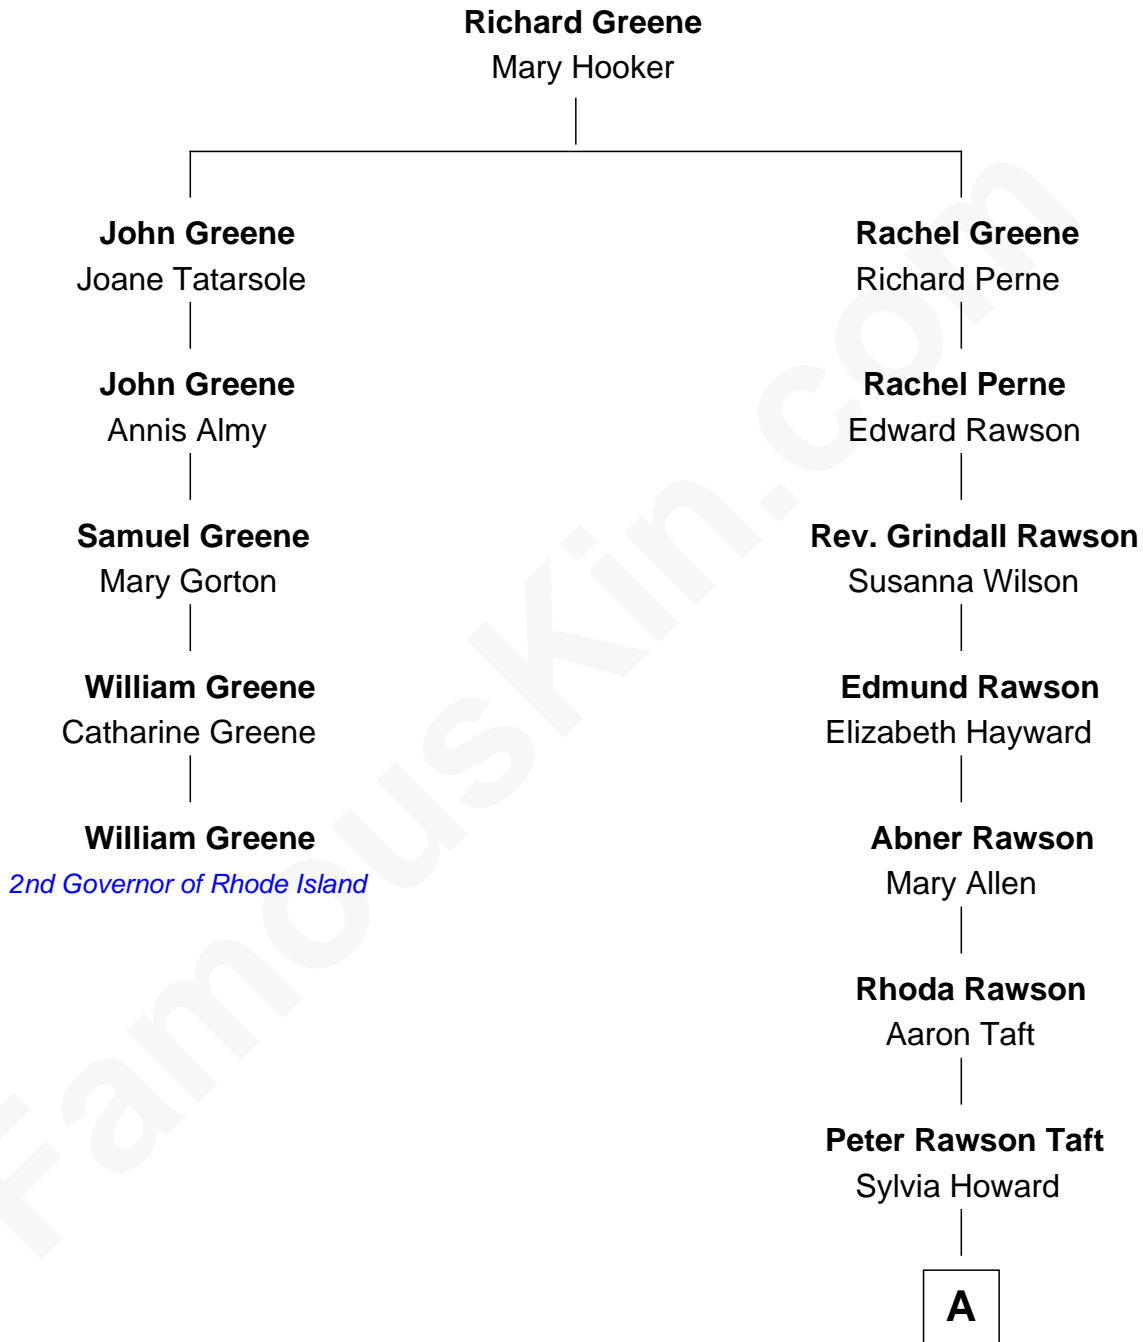 Richard Greene
Mary Hooker
John Greene
Joane Tatarsole
Rachel Greene
Richard Perne
John Greene
Annis Almy
Rachel Perne
Edward Rawson
Samuel Greene
Mary Gorton
Rev. Grindall Rawson
Susanna Wilson
William Greene
Catharine Greene
Edmund Rawson
Elizabeth Hayward
William Greene
2nd Governor of Rhode Island
Abner Rawson
Mary Allen
Rhoda Rawson
Aaron Taft
Peter Rawson Taft
Sylvia Howard
A
FamousKin.com